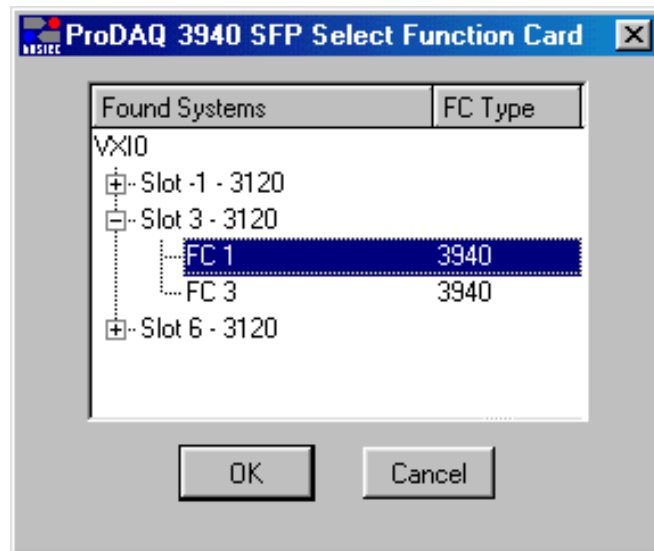 ProDAQ 3940 SFP Select Function Card
Found Systems FC Type
VXI0
Slot -1 - 3120
Slot 3 - 3120
FC 1 3940
FC 3 3940
Slot 6 - 3120
OK Cancel